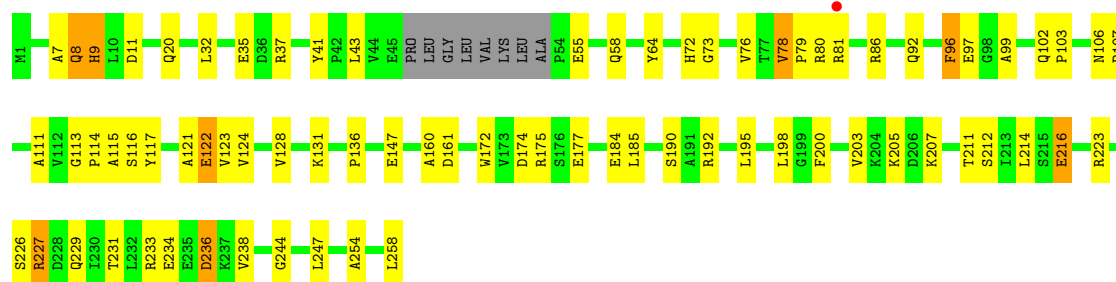 M1 A7 Q8 H9 L10 D11 Q20 L32 E35 D36 R37 Y41 P42 L43 V44 E45 PRO LEU GLY LEU VAL LYS LEU ALA P54 E55 Q58 Y64 H72 G73 V76 T77 V78 P79 R80 R81 R86 Q92 F96 E97 G98 A99 Q102 P103 N106
A111 V112 G113 P114 A115 S116 Y117 A121 E122 V123 V124 V128 K131 P136 E147 A160 D161 W172 V173 D174 R175 S176 E177 E184 L185 S190 A191 R192 L195 L198 G199 F200 V203 K204 K205 D206 K207 T211 S212 I213 L214 S215 E216 R223
S226 R227 D228 Q229 I230 T231 L232 R233 E234 E235 D236 K237 V238 G244 L247 A254 L258